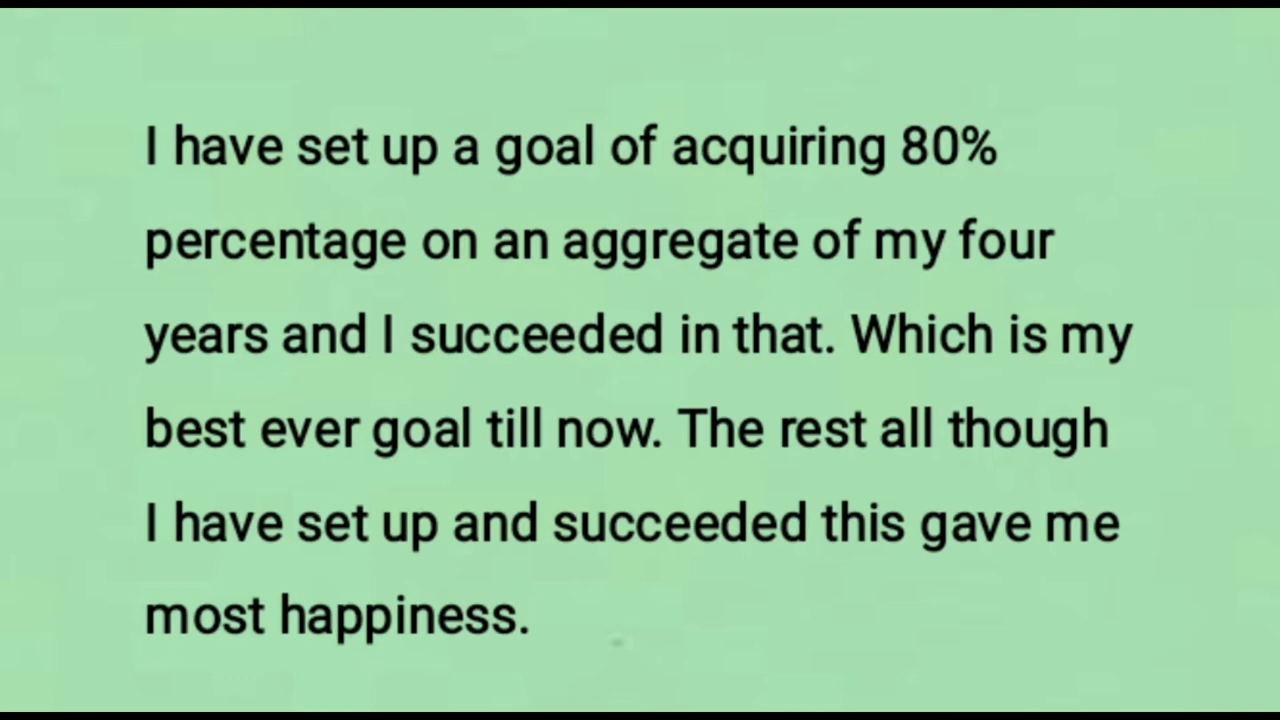 I have set up a goal of acquiring 80%
percentage on an aggregate of my four
years and I succeeded in that. Which is my
best ever goal till now. The rest all though
I have set up and succeeded this gave me
most happiness.